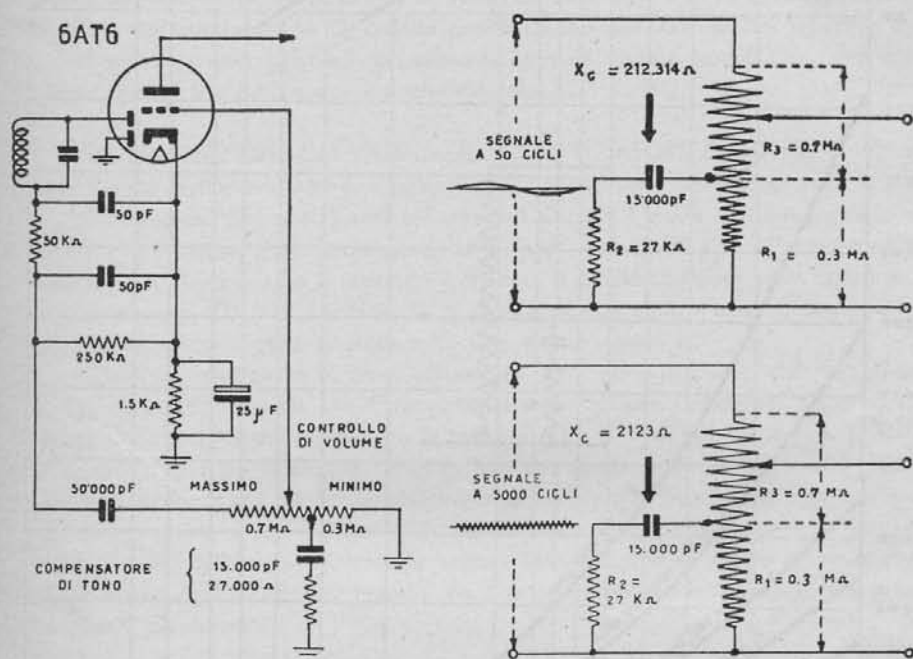 6AT6
50 pF
50 KΩ
50pF
250 KΩ
1.5 KΩ
25 µF
CONTROLLO
DI VOLUME
50'000 pF
MASSIMO
MINIMO
0.7 MΩ
0.3 MΩ
COMPENSATORE
DI TONO
15.000 pF
27.000 Ω
XC = 212.314 Ω
SEGNALE
A 50 CICLI
15'000 pF
R2 = 27 KΩ
R3 = 0.7 MΩ
R1 = 0.3 MΩ
XC = 2123 Ω
SEGNALE
A 5000 CICLI
15.000 pF
R2 =
27 KΩ
R3 = 0.7 MΩ
R1 = 0.3 MΩ